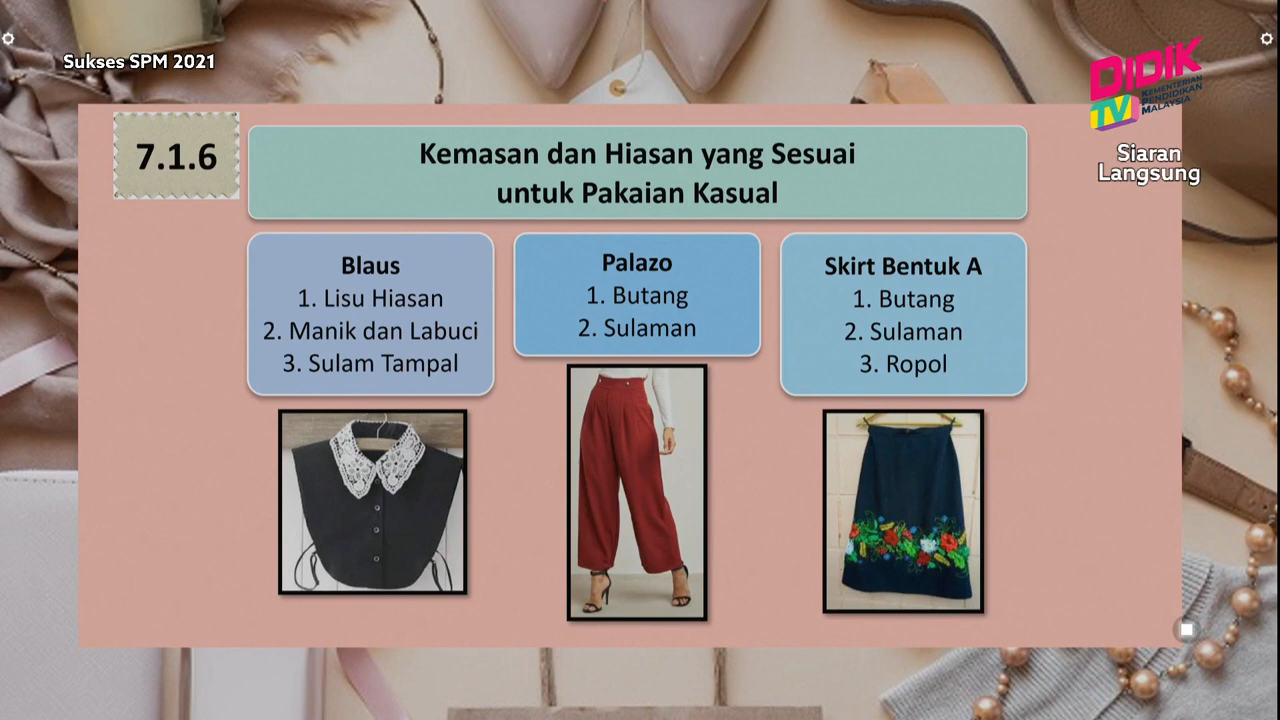 Sukses SPM 2021
DIDIK
TV
KEMENTERIAN
PENDIDIKAN
MALAYSIA
Siaran
Langsung
7.1.6
Kemasan dan Hiasan yang Sesuai
untuk Pakaian Kasual
Blaus
1. Lisu Hiasan
2. Manik dan Labuci
3. Sulam Tampal
Palazo
1. Butang
2. Sulaman
Skirt Bentuk A
1. Butang
2. Sulaman
3. Ropol